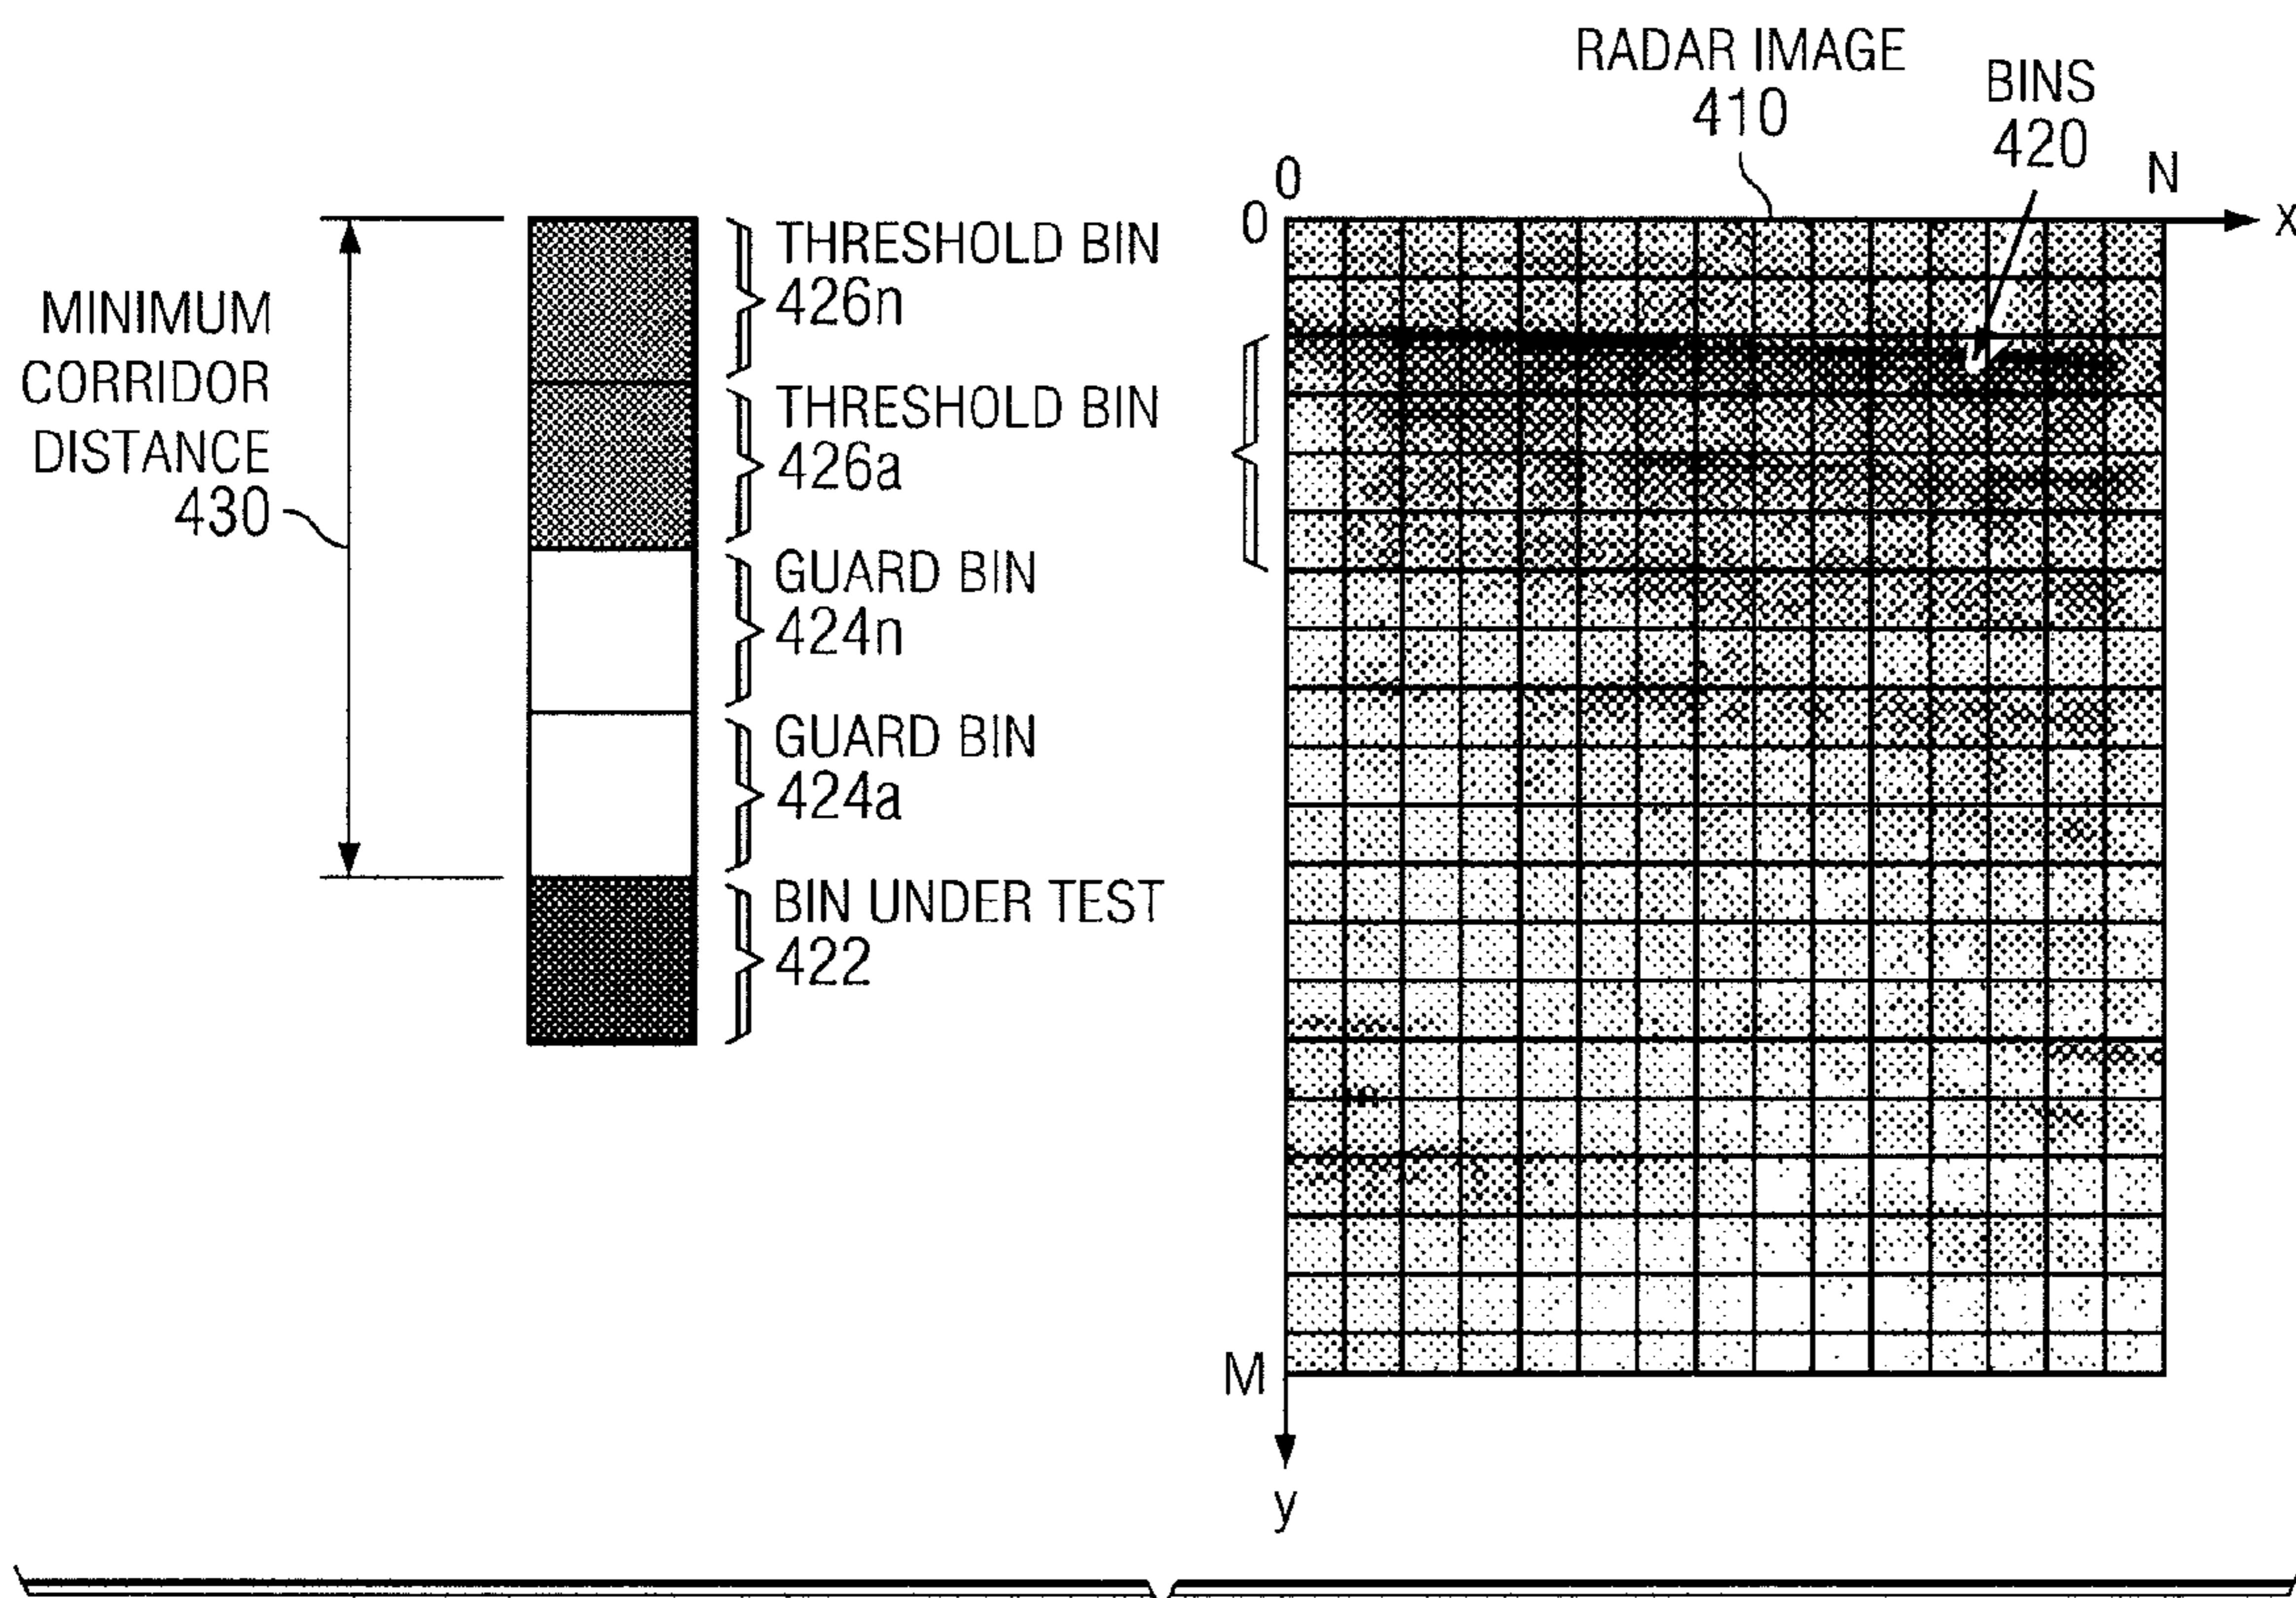 RADAR IMAGE
410
BINS
420
0
N
0
X
THRESHOLD BIN
426n
MINIMUM
CORRIDOR
DISTANCE
430
THRESHOLD BIN
426a
GUARD BIN
424n
GUARD BIN
424a
BIN UNDER TEST
422
M
y